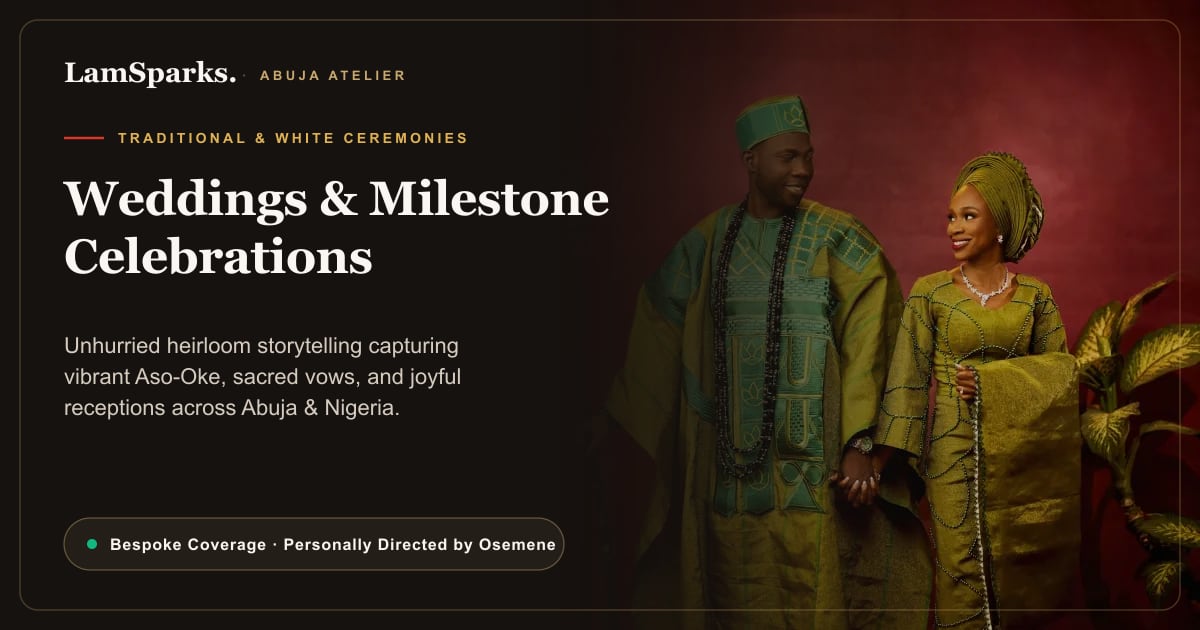 LamSparks. · ABUJA ATELIER
TRADITIONAL & WHITE CEREMONIES
Weddings & Milestone
Celebrations
Unhurried heirloom storytelling capturing
vibrant Aso-Oke, sacred vows, and joyful
receptions across Abuja & Nigeria.
Bespoke Coverage · Personally Directed by Osemene